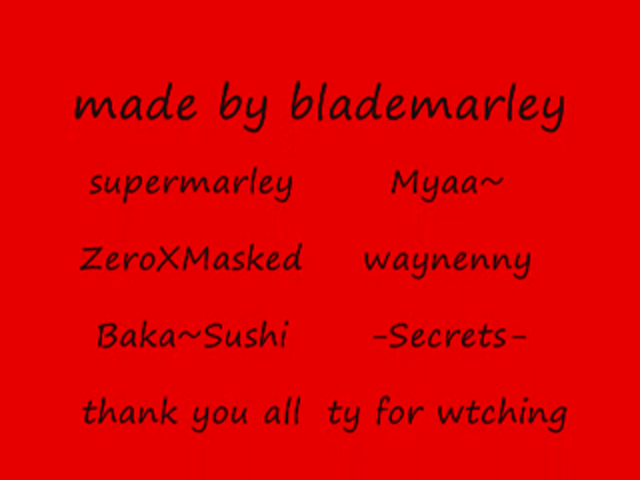 made by blademarley
supermarley Myaa~
ZeroXMasked waynenny
Baka~Sushi -Secrets-
thank you all ty for wtching